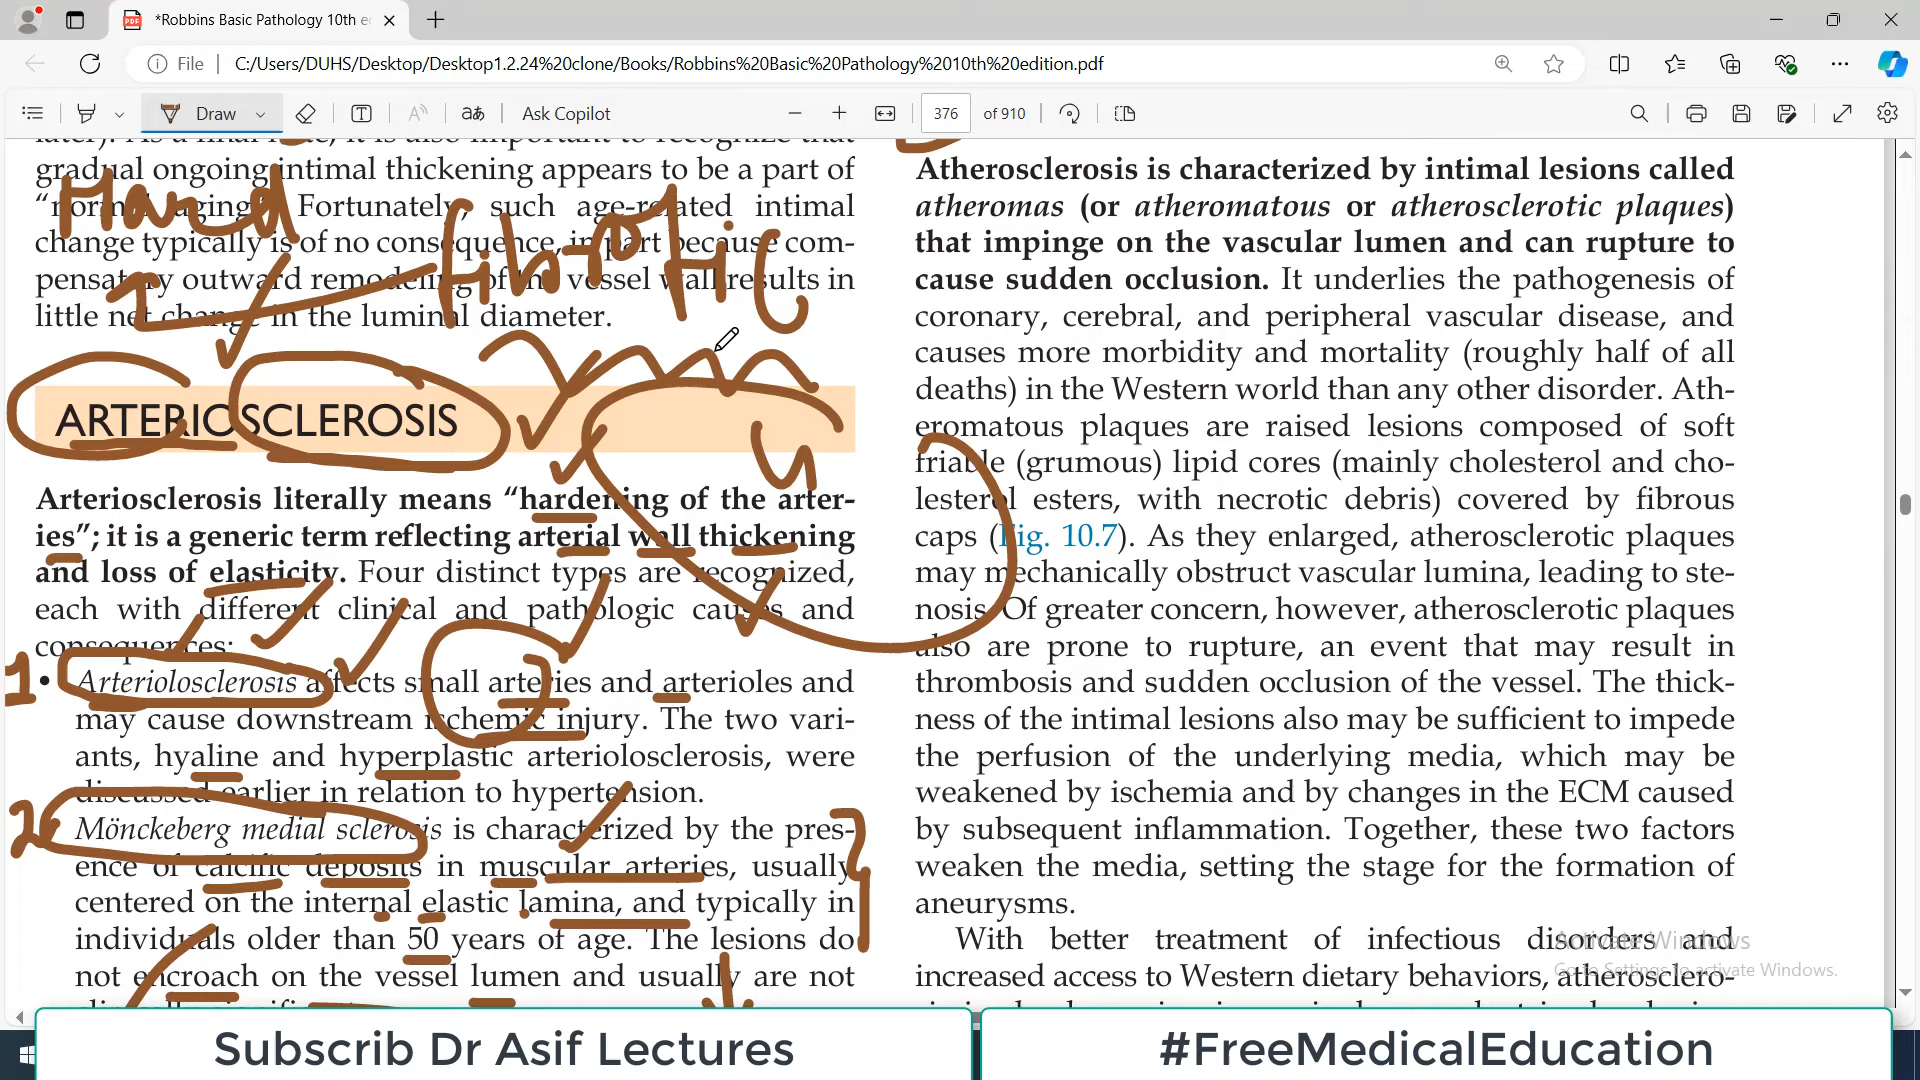 *Robbins Basic Pathology 10th e
File
C:/Users/DUHS/Desktop/Desktop1.2.24%20clone/Books/Robbins%20Basic%20Pathology%2010th%20edition.pdf
Draw
Ask Copilot
376 of 910
gradual ongoing intimal thickening appears to be a part of
“normal aging.” Fortunately, such age-related intimal
change typically is of no consequence, in part because com-
pensatory outward remodeling of the vessel wall results in
little net change in the luminal diameter.
Hard
fibrotic
ARTERIOSCLEROSIS
4
Arteriosclerosis literally means “hardening of the arter-
ies”; it is a generic term reflecting arterial wall thickening
and loss of elasticity. Four distinct types are recognized,
each with different clinical and pathologic causes and
consequences:
1
• Arteriolosclerosis affects small arteries and arterioles and
may cause downstream ischemic injury. The two vari-
ants, hyaline and hyperplastic arteriolosclerosis, were
discussed earlier in relation to hypertension.
2
Mönckeberg medial sclerosis is characterized by the pres-
ence of calcific deposits in muscular arteries, usually
centered on the internal elastic lamina, and typically in
individuals older than 50 years of age. The lesions do
not encroach on the vessel lumen and usually are not
Atherosclerosis is characterized by intimal lesions called
atheromas (or atheromatous or atherosclerotic plaques)
that impinge on the vascular lumen and can rupture to
cause sudden occlusion. It underlies the pathogenesis of
coronary, cerebral, and peripheral vascular disease, and
causes more morbidity and mortality (roughly half of all
deaths) in the Western world than any other disorder. Ath-
eromatous plaques are raised lesions composed of soft
friable (grumous) lipid cores (mainly cholesterol and cho-
lesterol esters, with necrotic debris) covered by fibrous
caps (Fig. 10.7). As they enlarged, atherosclerotic plaques
may mechanically obstruct vascular lumina, leading to ste-
nosis. Of greater concern, however, atherosclerotic plaques
also are prone to rupture, an event that may result in
thrombosis and sudden occlusion of the vessel. The thick-
ness of the intimal lesions also may be sufficient to impede
the perfusion of the underlying media, which may be
weakened by ischemia and by changes in the ECM caused
by subsequent inflammation. Together, these two factors
weaken the media, setting the stage for the formation of
aneurysms.
With better treatment of infectious disorders and
increased access to Western dietary behaviors, atherosclero-
Activate Windows
Go to Settings to activate Windows.
Subscrib Dr Asif Lectures
#FreeMedicalEducation